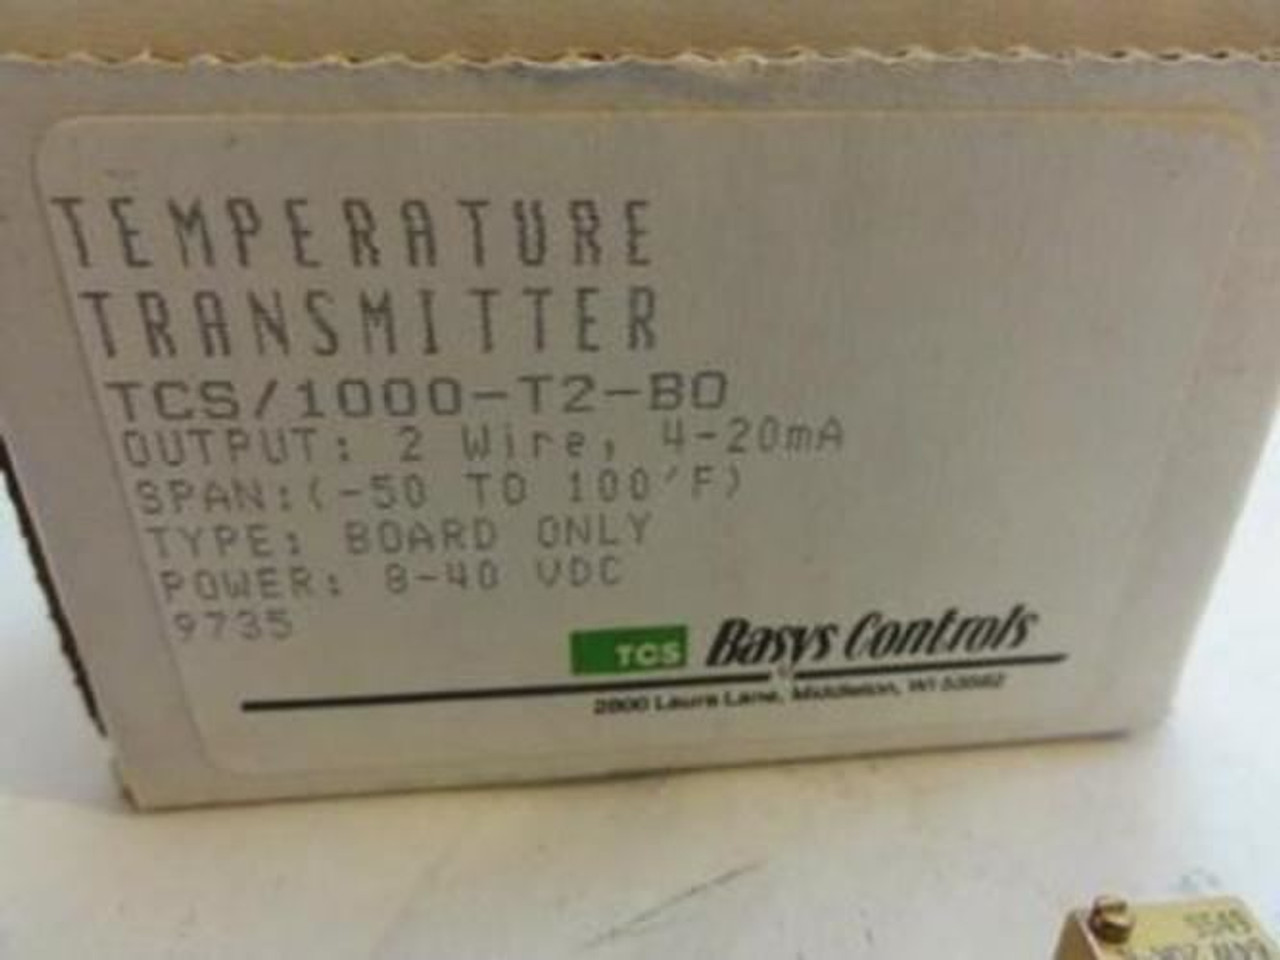 TEMPERATURE
TRANSMITTER
TCS/1000-T2-BO
OUTPUT: 2 Wire, 4-20mA
SPAN:(-50 TO 100'F)
TYPE: BOARD ONLY
POWER: 8-40 VDC
9735
TCS Basys Controls
2800 Laura Lane, Middleton, WI 53562